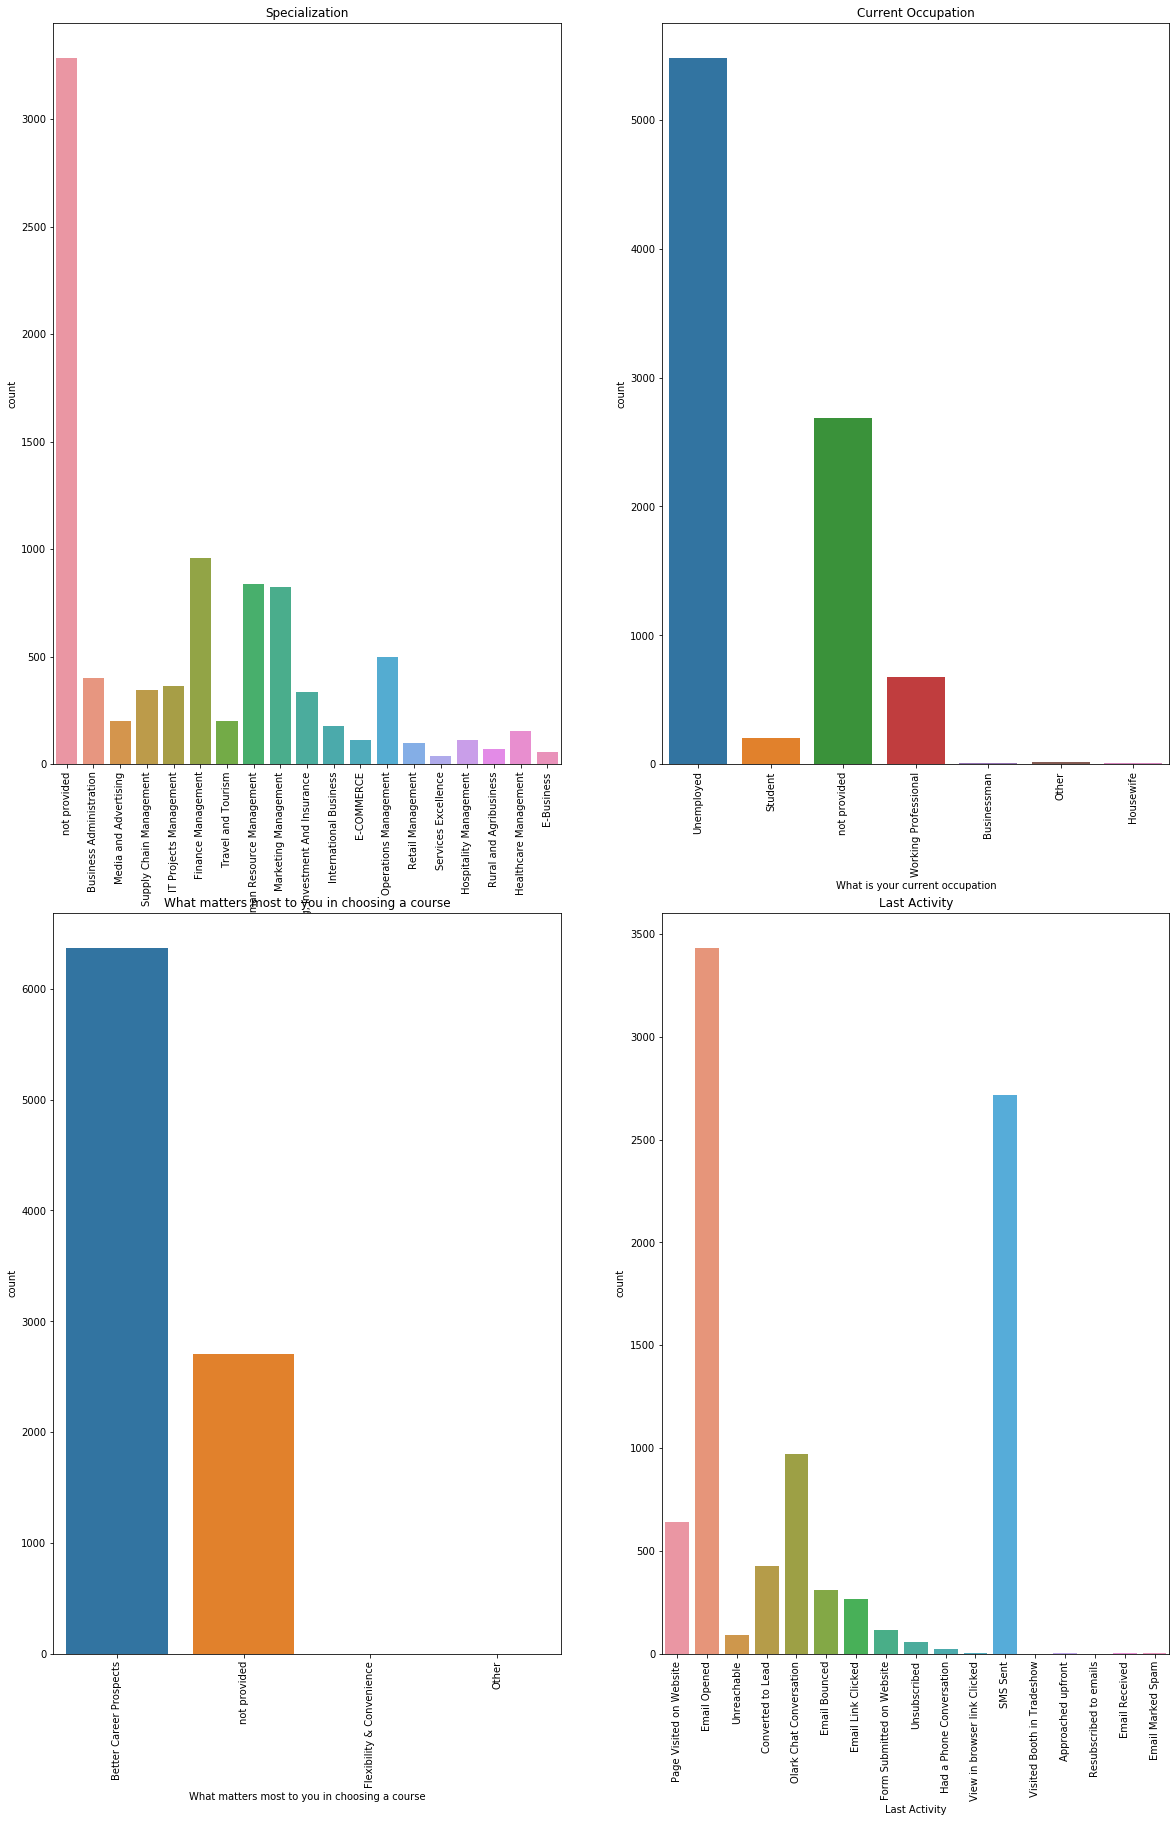 Specialization
count
3000
2500
2000
1500
1000
500
0
not provided
Business Administration
Media and Advertising
Supply Chain Management
IT Projects Management
Finance Management
Travel and Tourism
man Resource Management
Marketing Management
, Investment And Insurance
International Business
E-COMMERCE
Operations Management
Retail Management
Services Excellence
Hospitality Management
Rural and Agribusiness
Healthcare Management
E-Business
Current Occupation
count
5000
4000
3000
2000
1000
0
Unemployed
Student
not provided
Working Professional
Businessman
Other
Housewife
What is your current occupation
What matters most to you in choosing a course
count
6000
5000
4000
3000
2000
1000
0
Better Career Prospects
not provided
Flexibility & Convenience
Other
What matters most to you in choosing a course
Last Activity
count
3500
3000
2500
2000
1500
1000
500
0
Page Visited on Website
Email Opened
Unreachable
Converted to Lead
Olark Chat Conversation
Email Bounced
Email Link Clicked
Form Submitted on Website
Unsubscribed
Had a Phone Conversation
View in browser link Clicked
SMS Sent
Visited Booth in Tradeshow
Approached upfront
Resubscribed to emails
Email Received
Email Marked Spam
Last Activity